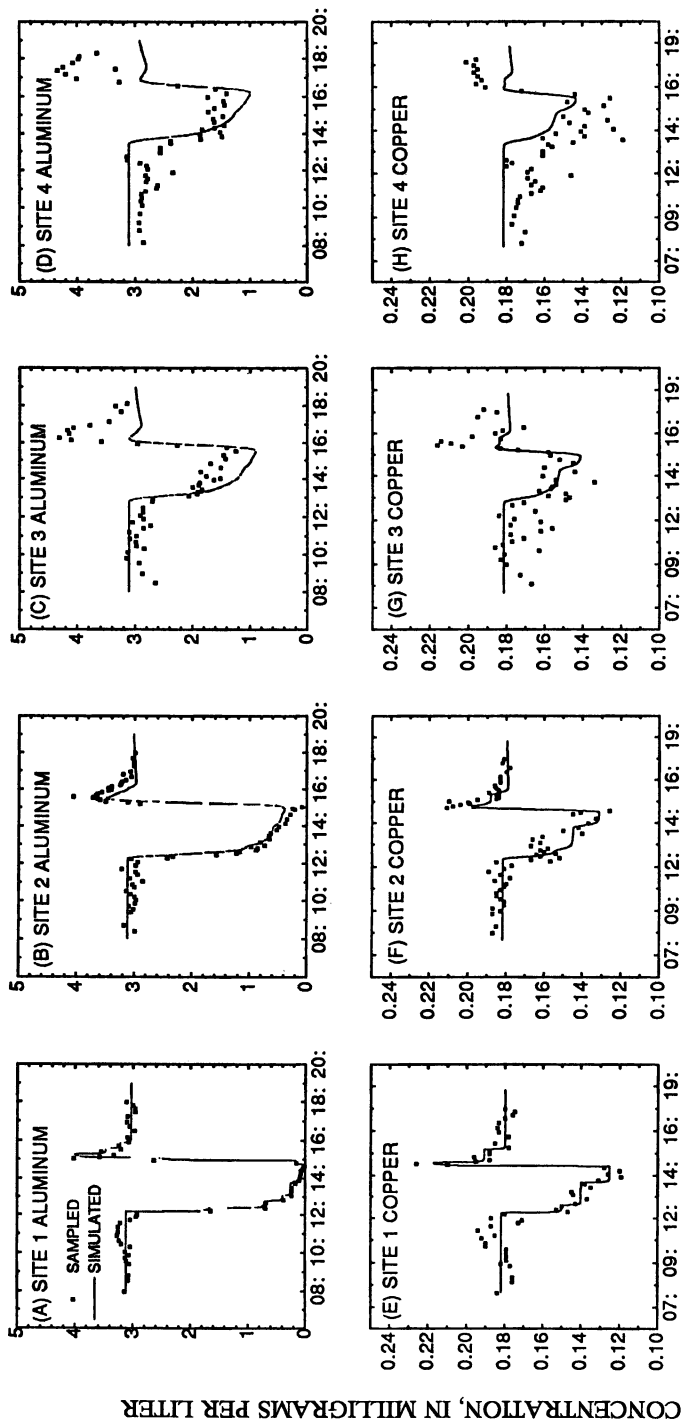 CONCENTRATION, IN MILLIGRAMS PER LITER
(A) SITE 1 ALUMINUM
SAMPLED
SIMULATED
5
4
3
2
1
0
08: 10: 12: 14: 16: 18: 20:
(B) SITE 2 ALUMINUM
5
4
3
2
1
0
08: 10: 12: 14: 16: 18: 20:
(C) SITE 3 ALUMINUM
5
4
3
2
1
0
08: 10: 12: 14: 16: 18: 20:
(D) SITE 4 ALUMINUM
5
4
3
2
1
0
08: 10: 12: 14: 16: 18: 20:
(E) SITE 1 COPPER
0.24
0.22
0.20
0.18
0.16
0.14
0.12
0.10
07: 09: 12: 14: 16: 19:
(F) SITE 2 COPPER
0.24
0.22
0.20
0.18
0.16
0.14
0.12
0.10
07: 09: 12: 14: 16: 19:
(G) SITE 3 COPPER
0.24
0.22
0.20
0.18
0.16
0.14
0.12
0.10
07: 09: 12: 14: 16: 19:
(H) SITE 4 COPPER
0.24
0.22
0.20
0.18
0.16
0.14
0.12
0.10
07: 09: 12: 14: 16: 19: